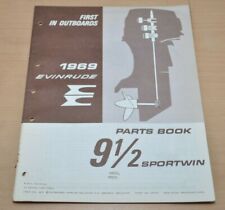 FIRST
IN OUTBOARDS
1969
EVINRUDE
PARTS BOOK
9½ SPORTWIN